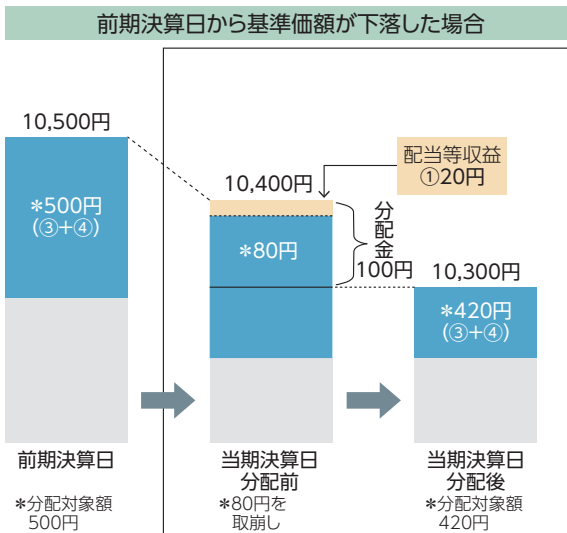 前期決算日から基準価額が下落した場合
10,500円
*500円
(③+④)
10,400円
配当等収益
①20円
*80円
分配金
100円
10,300円
*420円
(③+④)
前期決算日
*分配対象額
500円
当期決算日
分配前
*80円を
取崩し
当期決算日
分配後
*分配対象額
420円